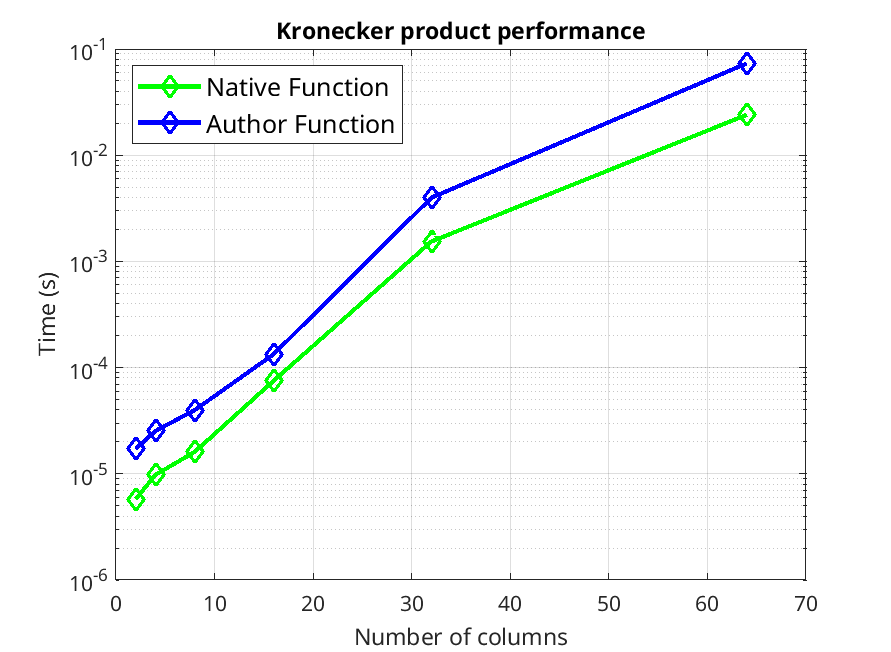 Kronecker product performance
Native Function
Author Function
10^-1
10^-2
10^-3
10^-4
10^-5
10^-6
Time (s)
0 10 20 30 40 50 60 70
Number of columns